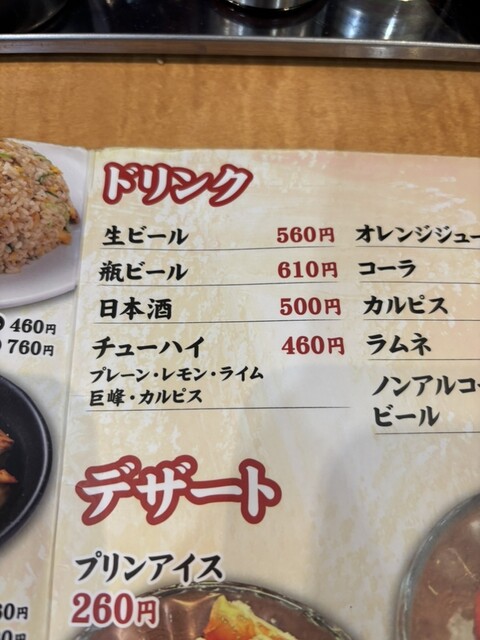 ドリンク
生ビール 560円
瓶ビール 610円
日本酒 500円
チューハイ 460円
プレーン・レモン・ライム
巨峰・カルピス
オレンジジュー
コーラ
カルピス
ラムネ
ノンアルコー
ビール
460円
760円
デザート
プリンアイス
260円